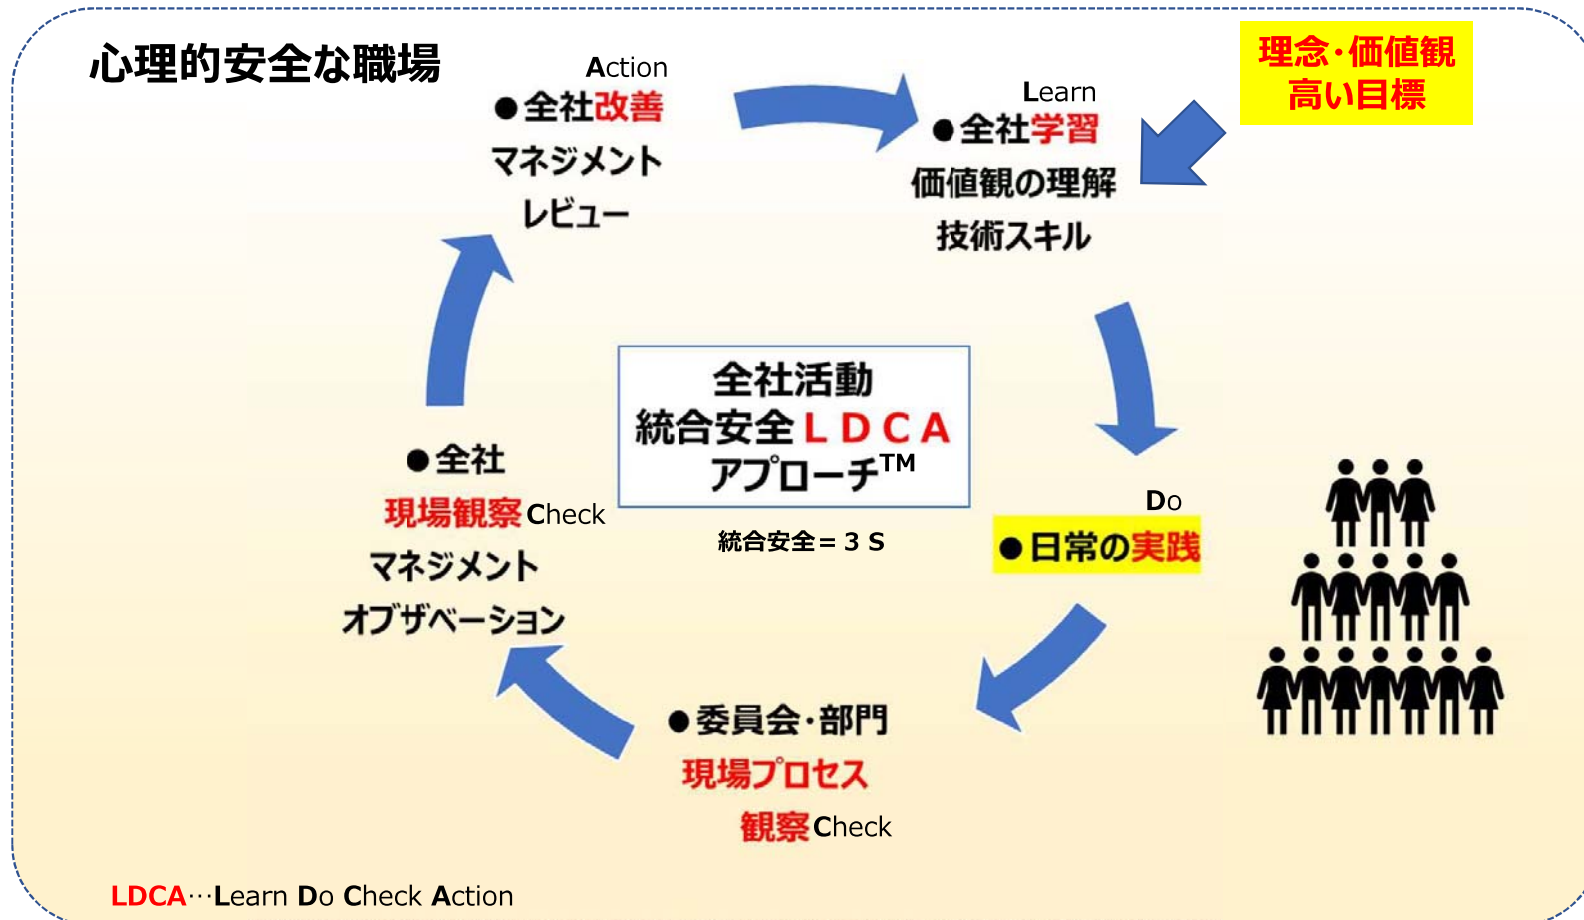 心理的安全な職場
理念・価値観
高い目標
Action
●全社改善
マネジメント
レビュー
Learn
●全社学習
価値観の理解
技術スキル
全社活動
統合安全LDCA
アプローチTM
統合安全=3S
Do
●日常の実践
●委員会・部門
現場プロセス
観察Check
●全社
現場観察Check
マネジメント
オブザベーション
LDCA…Learn Do Check Action